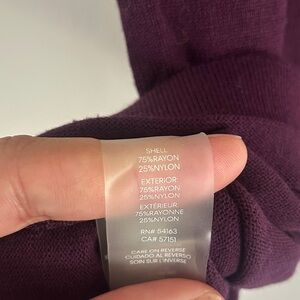 SHELL
75%RAYON
25%NYLON
EXTERIOR
75%RAYON
25%NYLON
EXTÉRIEUR
75%RAYONNE
25%NYLON
RN# 54163
CA# 57151
CARE ON REVERSE
CUIDADO AL REVERSO
SOIN SUR L'INVERSE